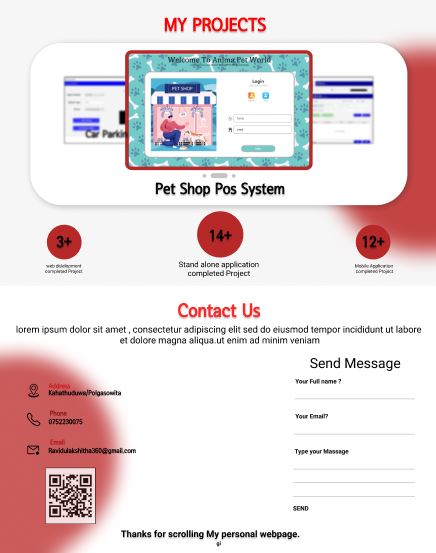 MY PROJECTS
Welcome To Anima Pet World
PET SHOP
Login
Car Parkin
Pet Shop Pos System
3+
web development
completed Project
14+
Stand alone application
completed Project
12+
Mobile Application
completed Project
Contact Us
lorem ipsum dolor sit amet , consectetur adipiscing elit sed do eiusmod tempor incididunt ut labore
et dolore magna aliqua.ut enim ad minim veniam
Send Message
Your Full name ?
Address
Kahathuduwa/Polgasowita
Phone
0752230075
Your Email?
Email
Ravidulakshitha360@gmail.com
Type your Massage
SEND
Thanks for scrolling My personal webpage.
gi